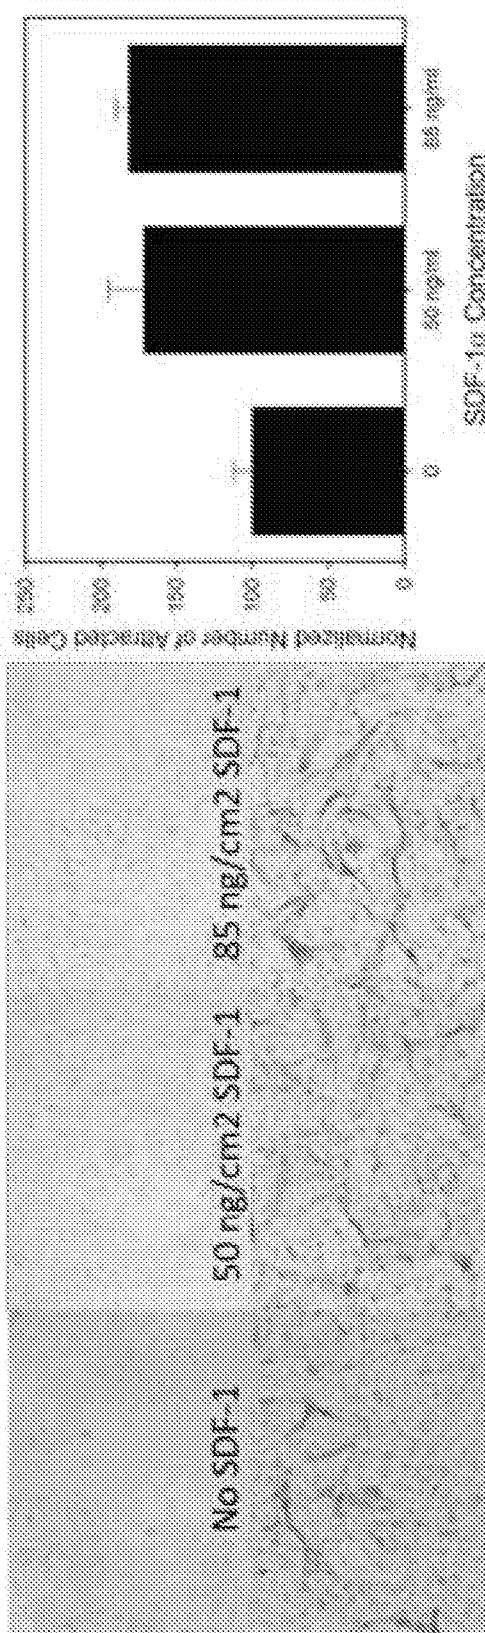 No SDF-1
50 ng/cm2 SDF-1
85 ng/cm2 SDF-1
Normalized Number of Attracted Cells
250
200
150
100
50
0
0
50 ng/ml
85 ng/ml
SDF-1α Concentration